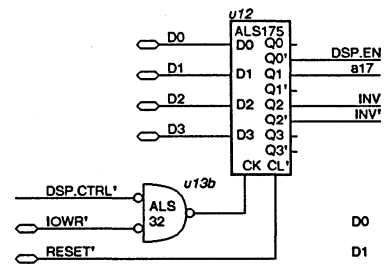 u12
ALS175
D0 D0 Q0
Q0' DSP.EN
D1 D1 Q1 a17
Q1'
D2 D2 Q2 INV
Q2' INV'
D3 D3 Q3
Q3'
CK CL'
DSP.CTRL' u13b
ALS
32
IOWR' D0
RESET' D1